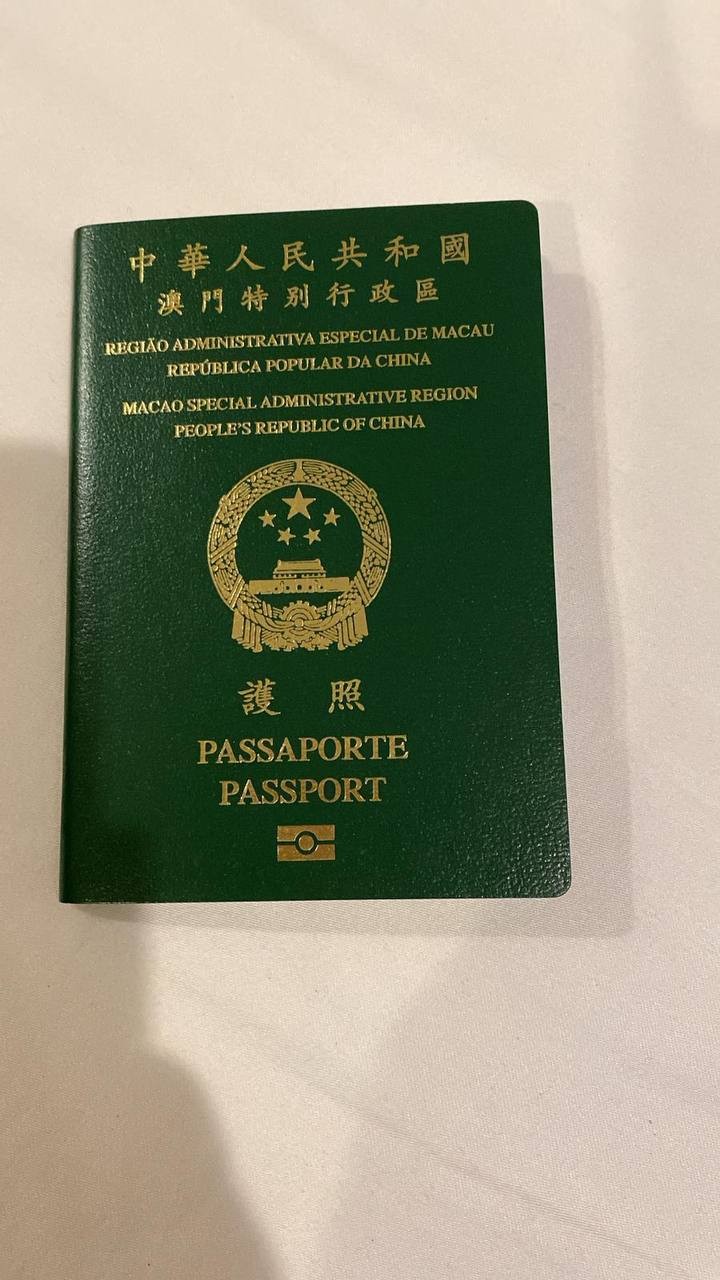 中華人民共和國
澳門特別行政區
REGIÃO ADMINISTRATIVA ESPECIAL DE MACAU
REPÚBLICA POPULAR DA CHINA
MACAO SPECIAL ADMINISTRATIVE REGION
PEOPLE'S REPUBLIC OF CHINA
護照
PASSAPORTE
PASSPORT